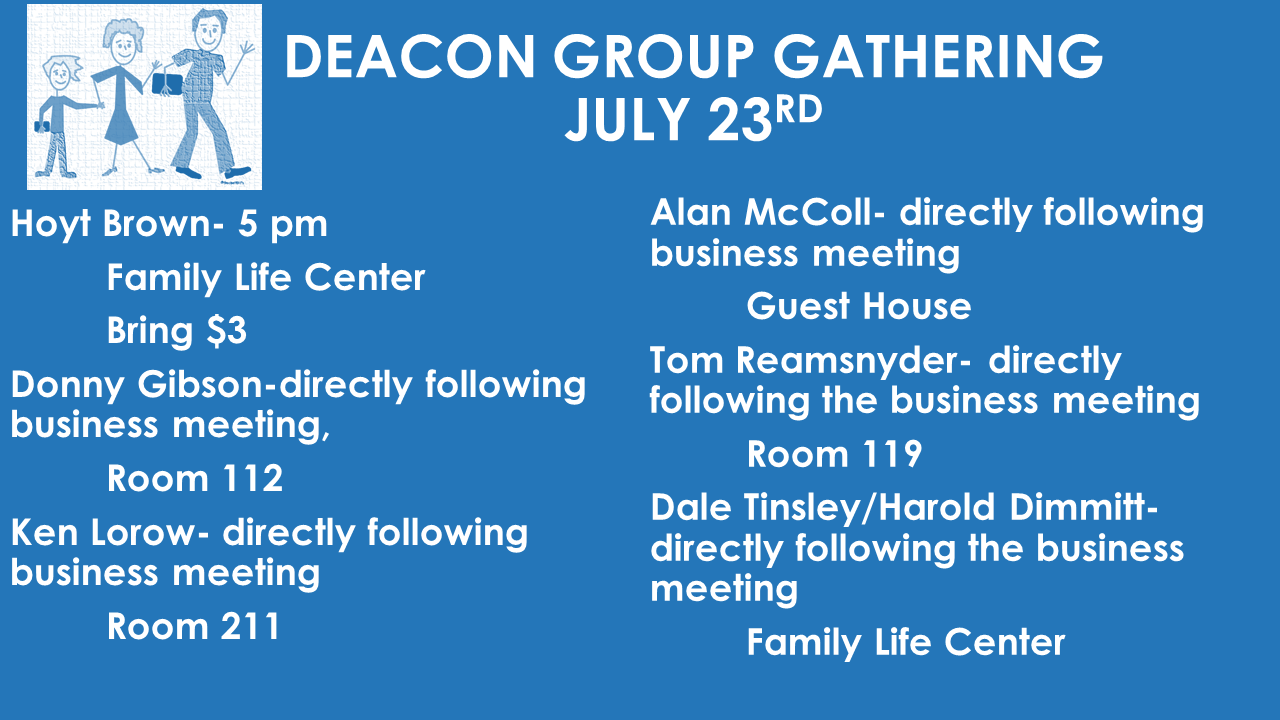 DEACON GROUP GATHERING
JULY 23RD
Hoyt Brown- 5 pm
Family Life Center
Bring $3
Donny Gibson-directly following
business meeting,
Room 112
Ken Lorow- directly following
business meeting
Room 211
Alan McColl- directly following
business meeting
Guest House
Tom Reamsnyder- directly
following the business meeting
Room 119
Dale Tinsley/Harold Dimmitt-
directly following the business
meeting
Family Life Center